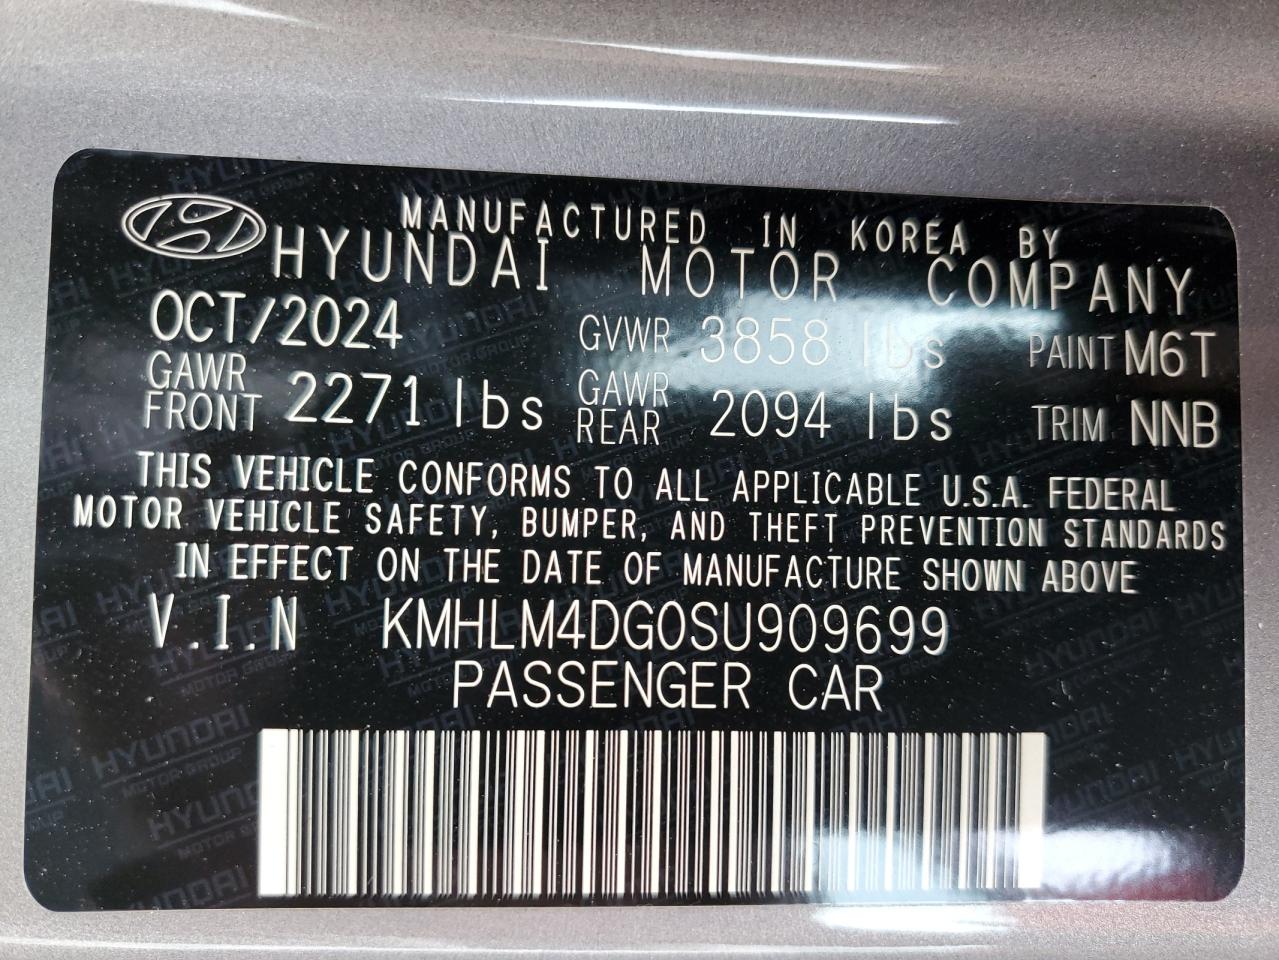 MANUFACTURED IN KOREA BY
HYUNDAI MOTOR COMPANY
OCT/2024 GVWR 3858 lbs PAINT M6T
GAWR FRONT 2271 lbs GAWR REAR 2094 lbs TRIM NNB
THIS VEHICLE CONFORMS TO ALL APPLICABLE U.S.A. FEDERAL
MOTOR VEHICLE SAFETY, BUMPER, AND THEFT PREVENTION STANDARDS
IN EFFECT ON THE DATE OF MANUFACTURE SHOWN ABOVE
V.I.N KMHLM4DG0SU909699
PASSENGER CAR